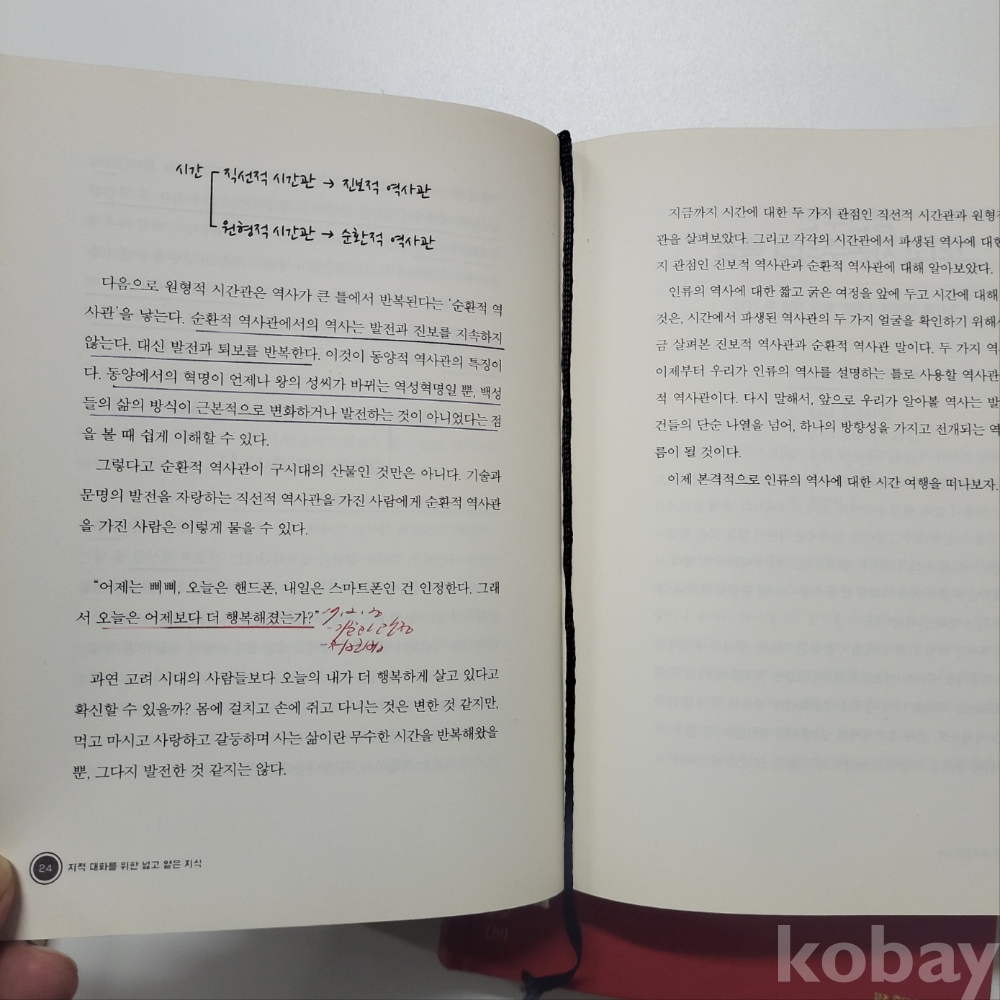 시간 직선적 시간관 → 진보적 역사관
원형적 시간관 → 순환적 역사관
다음으로 원형적 시간관은 역사가 큰 틀에서 반복된다는 '순환적 역
사관'을 낳는다. 순환적 역사관에서의 역사는 발전과 진보를 지속하지
않는다. 대신 발전과 퇴보를 반복한다. 이것이 동양적 역사관의 특징이
다. 동양에서의 혁명이 언제나 왕의 성씨가 바뀌는 역성혁명일 뿐, 백성
들의 삶의 방식이 근본적으로 변화하거나 발전하는 것이 아니었다는 점
을 볼 때 쉽게 이해할 수 있다.
그렇다고 순환적 역사관이 구시대의 산물인 것만은 아니다. 기술과
문명의 발전을 자랑하는 직선적 역사관을 가진 사람에게 순환적 역사관
을 가진 사람은 이렇게 물을 수 있다.
"어제는 삐삐, 오늘은 핸드폰, 내일은 스마트폰인 건 인정한다. 그래
서 오늘은 어제보다 더 행복해졌는가?"
과연 고려 시대의 사람들보다 오늘의 내가 더 행복하게 살고 있다고
확신할 수 있을까? 몸에 걸치고 손에 쥐고 다니는 것은 변한 것 같지만,
먹고 마시고 사랑하고 갈등하며 사는 삶이란 무수한 시간을 반복해왔을
뿐, 그다지 발전한 것 같지는 않다.
24 지적 대화를 위한 넓고 얕은 지식
지금까지 시간에 대한 두 가지 관점인 직선적 시간관과 원형적
관을 살펴보았다. 그리고 각각의 시간관에서 파생된 역사에 대한
지 관점인 진보적 역사관과 순환적 역사관에 대해 알아보았다.
인류의 역사에 대한 짧고 굵은 여정을 앞에 두고 시간에 대해
것은, 시간에서 파생된 역사의 두 가지 얼굴을 확인하기 위해서
금 살펴본 진보적 역사관과 순환적 역사관 말이다. 두 가지 역
이제부터 우리가 인류의 역사를 설명하는 틀로 사용할 역사관
적 역사관이다. 다시 말해서, 앞으로 우리가 알아볼 역사는 발
건들의 단순 나열을 넘어, 하나의 방향성을 가지고 전개되는 역
름이 될 것이다.
이제 본격적으로 인류의 역사에 대한 시간 여행을 떠나보자.
kobay